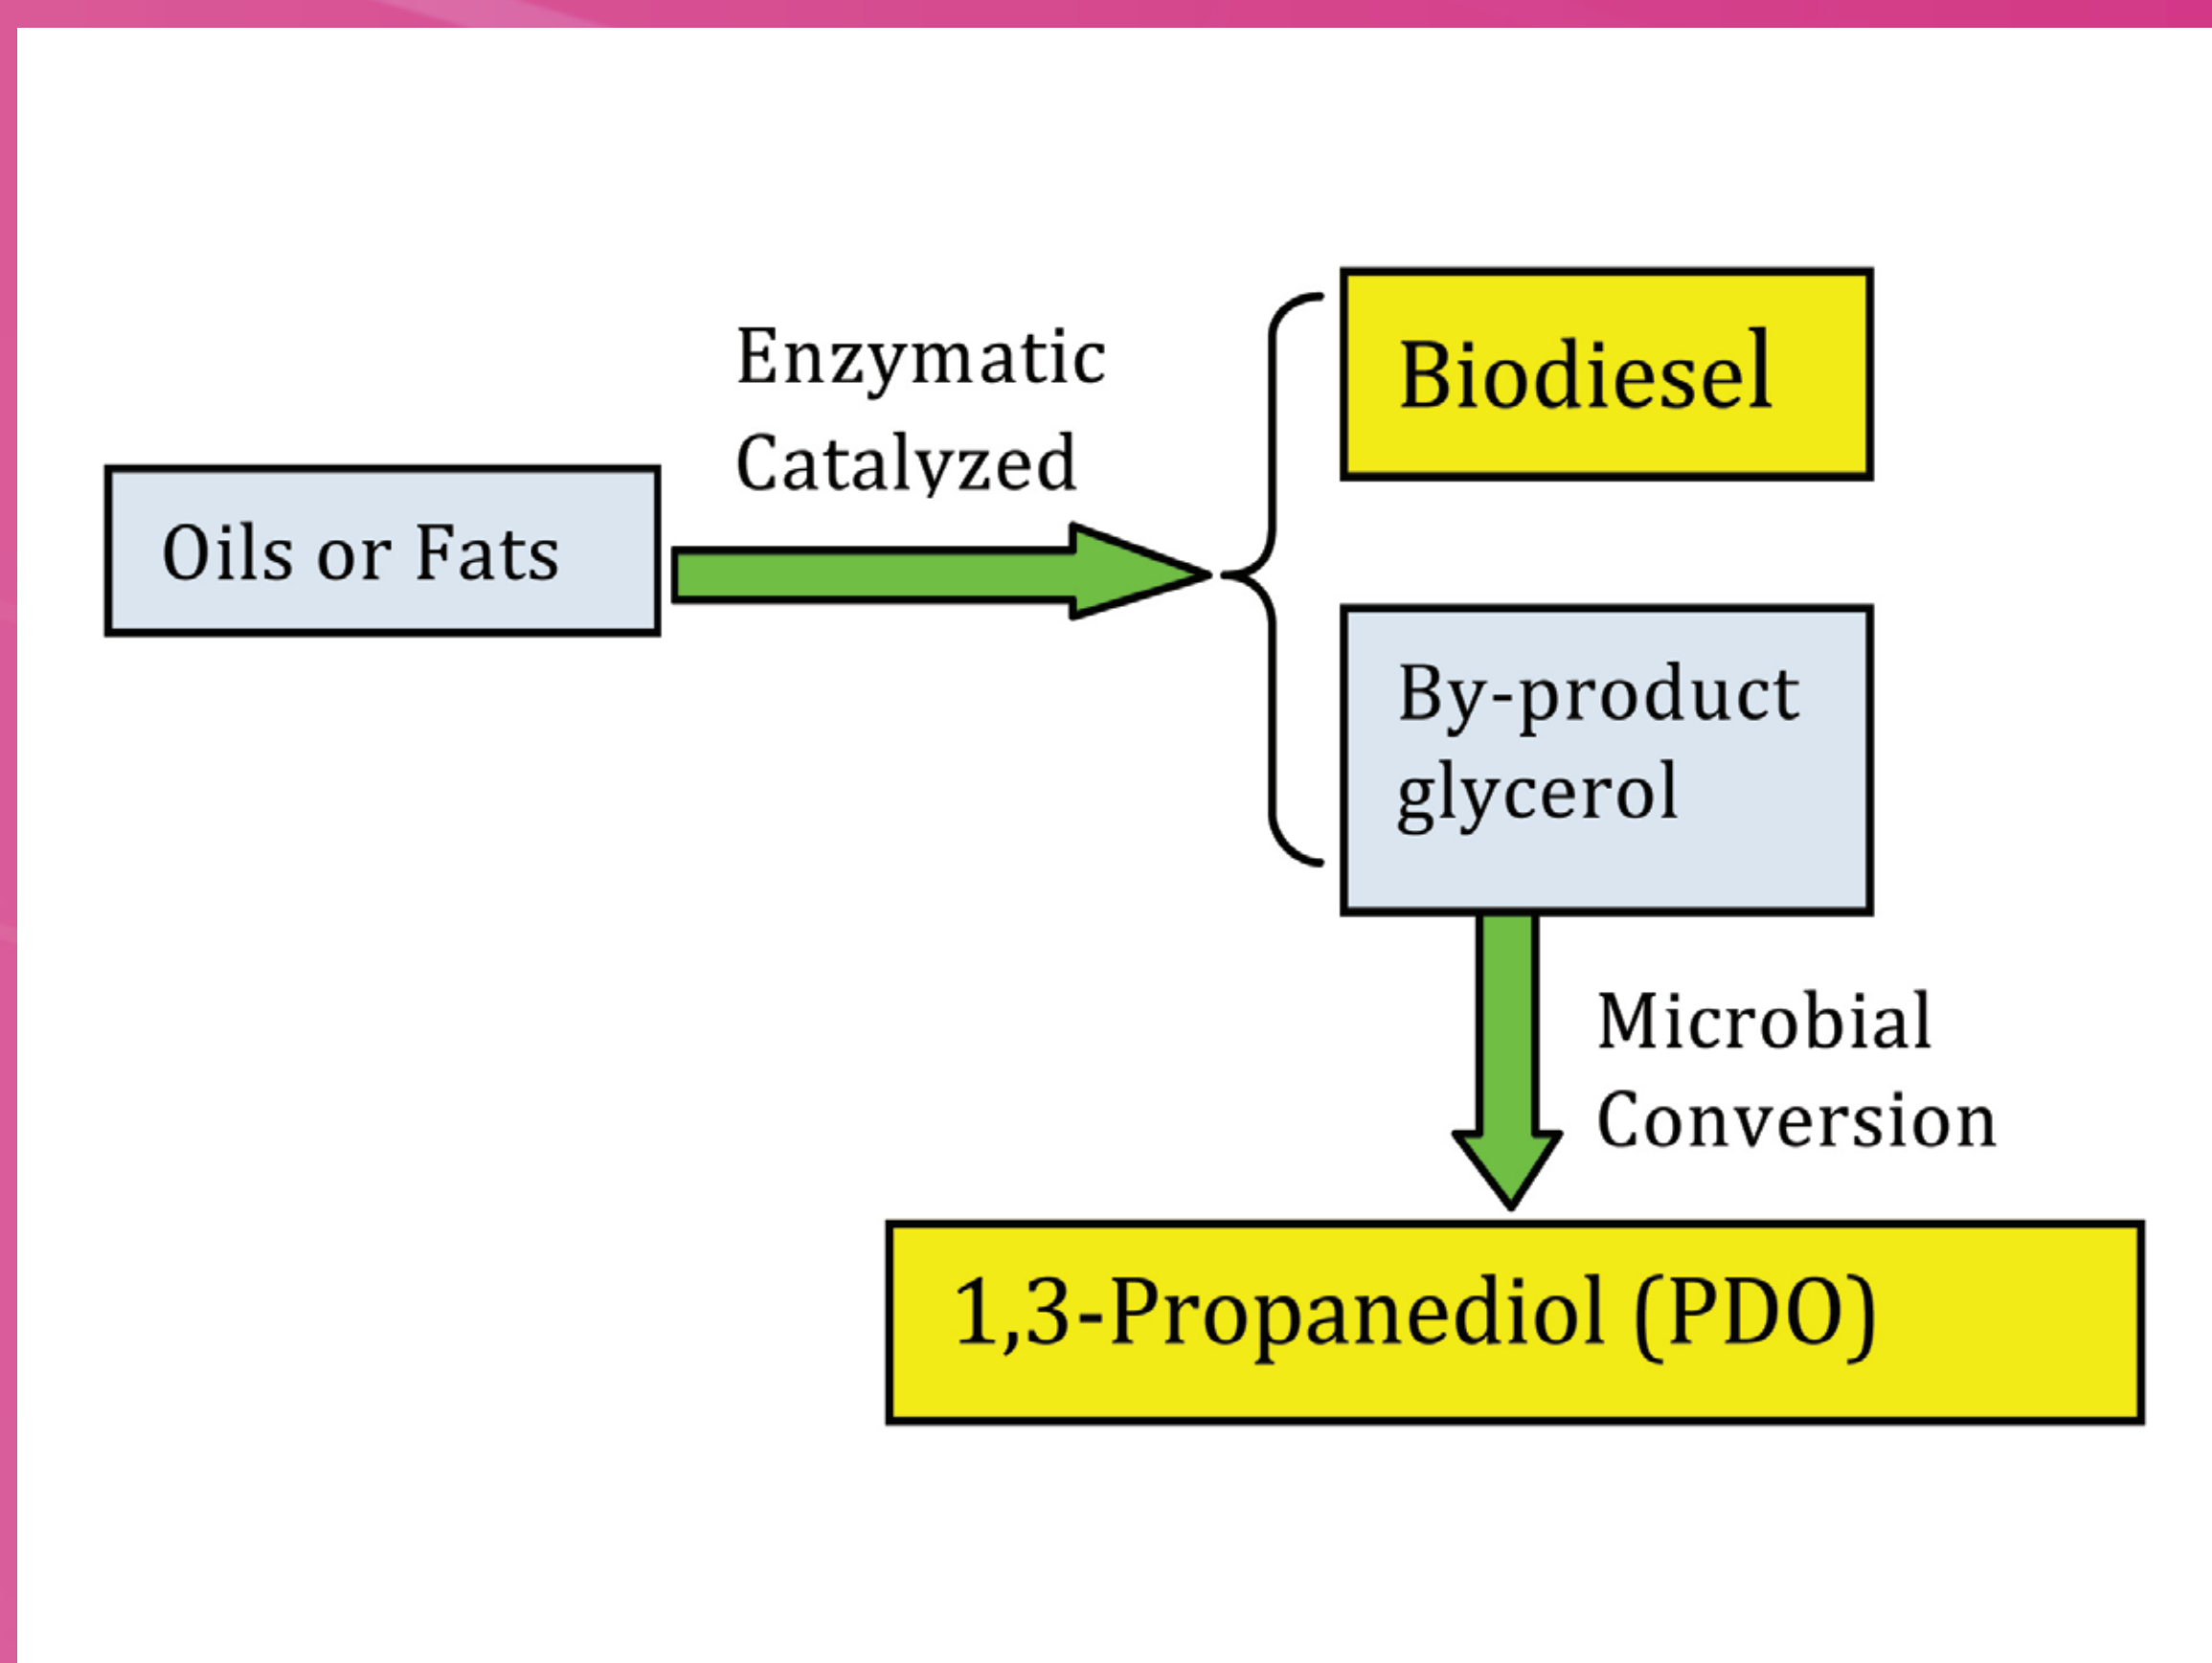 Oils or Fats
Enzymatic
Catalyzed
Biodiesel
By-product
glycerol
Microbial
Conversion
1,3-Propanediol (PDO)